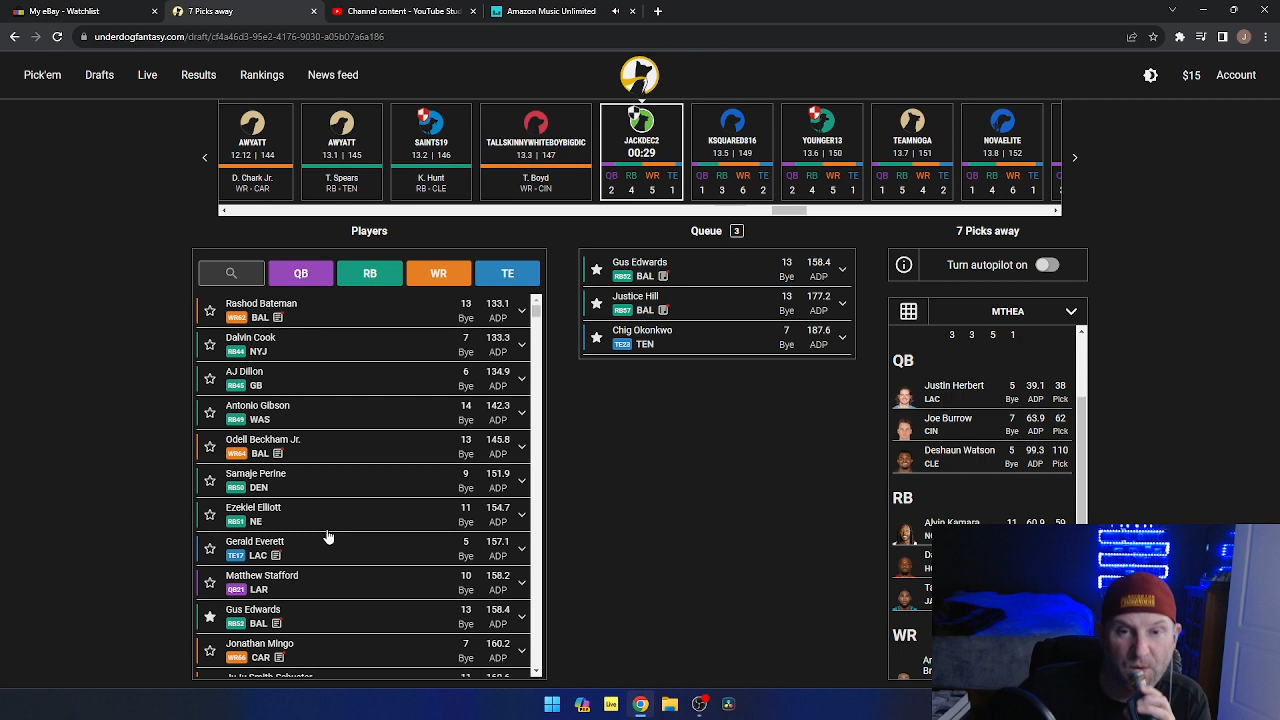 My eBay - Watchlist
7 Picks away
Channel content - YouTube Stud
Amazon Music Unlimited
underdogfantasy.com/draft/cf4a46d3-95e2-4176-9030-a05b07a6a186
J
Pick'em Drafts Live Results Rankings News feed
$15 Account
AWYATT
12.12 | 144
D. Chark Jr.
WR - CAR
AWYATT
13.1 | 145
T. Spears
RB - TEN
SAINTS19
13.2 | 146
K. Hunt
RB - CLE
TALLSKINNYWHITEBOYBIGDIC
13.3 | 147
T. Boyd
WR - CIN
JACKDEC2
00:29
QB RB WR TE
2 4 5 1
KSQUARED816
13.5 | 149
QB RB WR TE
1 3 6 2
YOUNGER13
13.6 | 150
QB RB WR TE
2 4 5 1
TEAMNOGA
13.7 | 151
QB RB WR TE
1 5 4 2
NOVAELITE
13.8 | 152
QB RB WR TE
1 4 6 1
Players
QB RB WR TE
Rashod Bateman 13 133.1
WR62 BAL Bye ADP
Dalvin Cook 7 133.3
RB44 NYJ Bye ADP
AJ Dillon 6 134.9
RB45 GB Bye ADP
Antonio Gibson 14 142.3
RB49 WAS Bye ADP
Odell Beckham Jr. 13 145.8
WR64 BAL Bye ADP
Samaje Perine 9 151.9
RB50 DEN Bye ADP
Ezekiel Elliott 11 154.7
RB51 NE Bye ADP
Gerald Everett 5 157.1
TE17 LAC Bye ADP
Matthew Stafford 10 158.2
QB21 LAR Bye ADP
Gus Edwards 13 158.4
RB52 BAL Bye ADP
Jonathan Mingo 7 160.2
WR66 CAR Bye ADP
Queue 3
Gus Edwards 13 158.4
RB52 BAL Bye ADP
Justice Hill 13 177.2
RB57 BAL Bye ADP
Chig Okonkwo 7 187.6
TE23 TEN Bye ADP
7 Picks away
Turn autopilot on
MTHEA
3 3 5 1
QB
Justin Herbert 5 39.1 38
LAC Bye ADP Pick
Joe Burrow 7 63.9 62
CIN Bye ADP Pick
Deshaun Watson 5 99.3 110
CLE Bye ADP Pick
RB
Alvin Kamara 11 60.9 59
WR